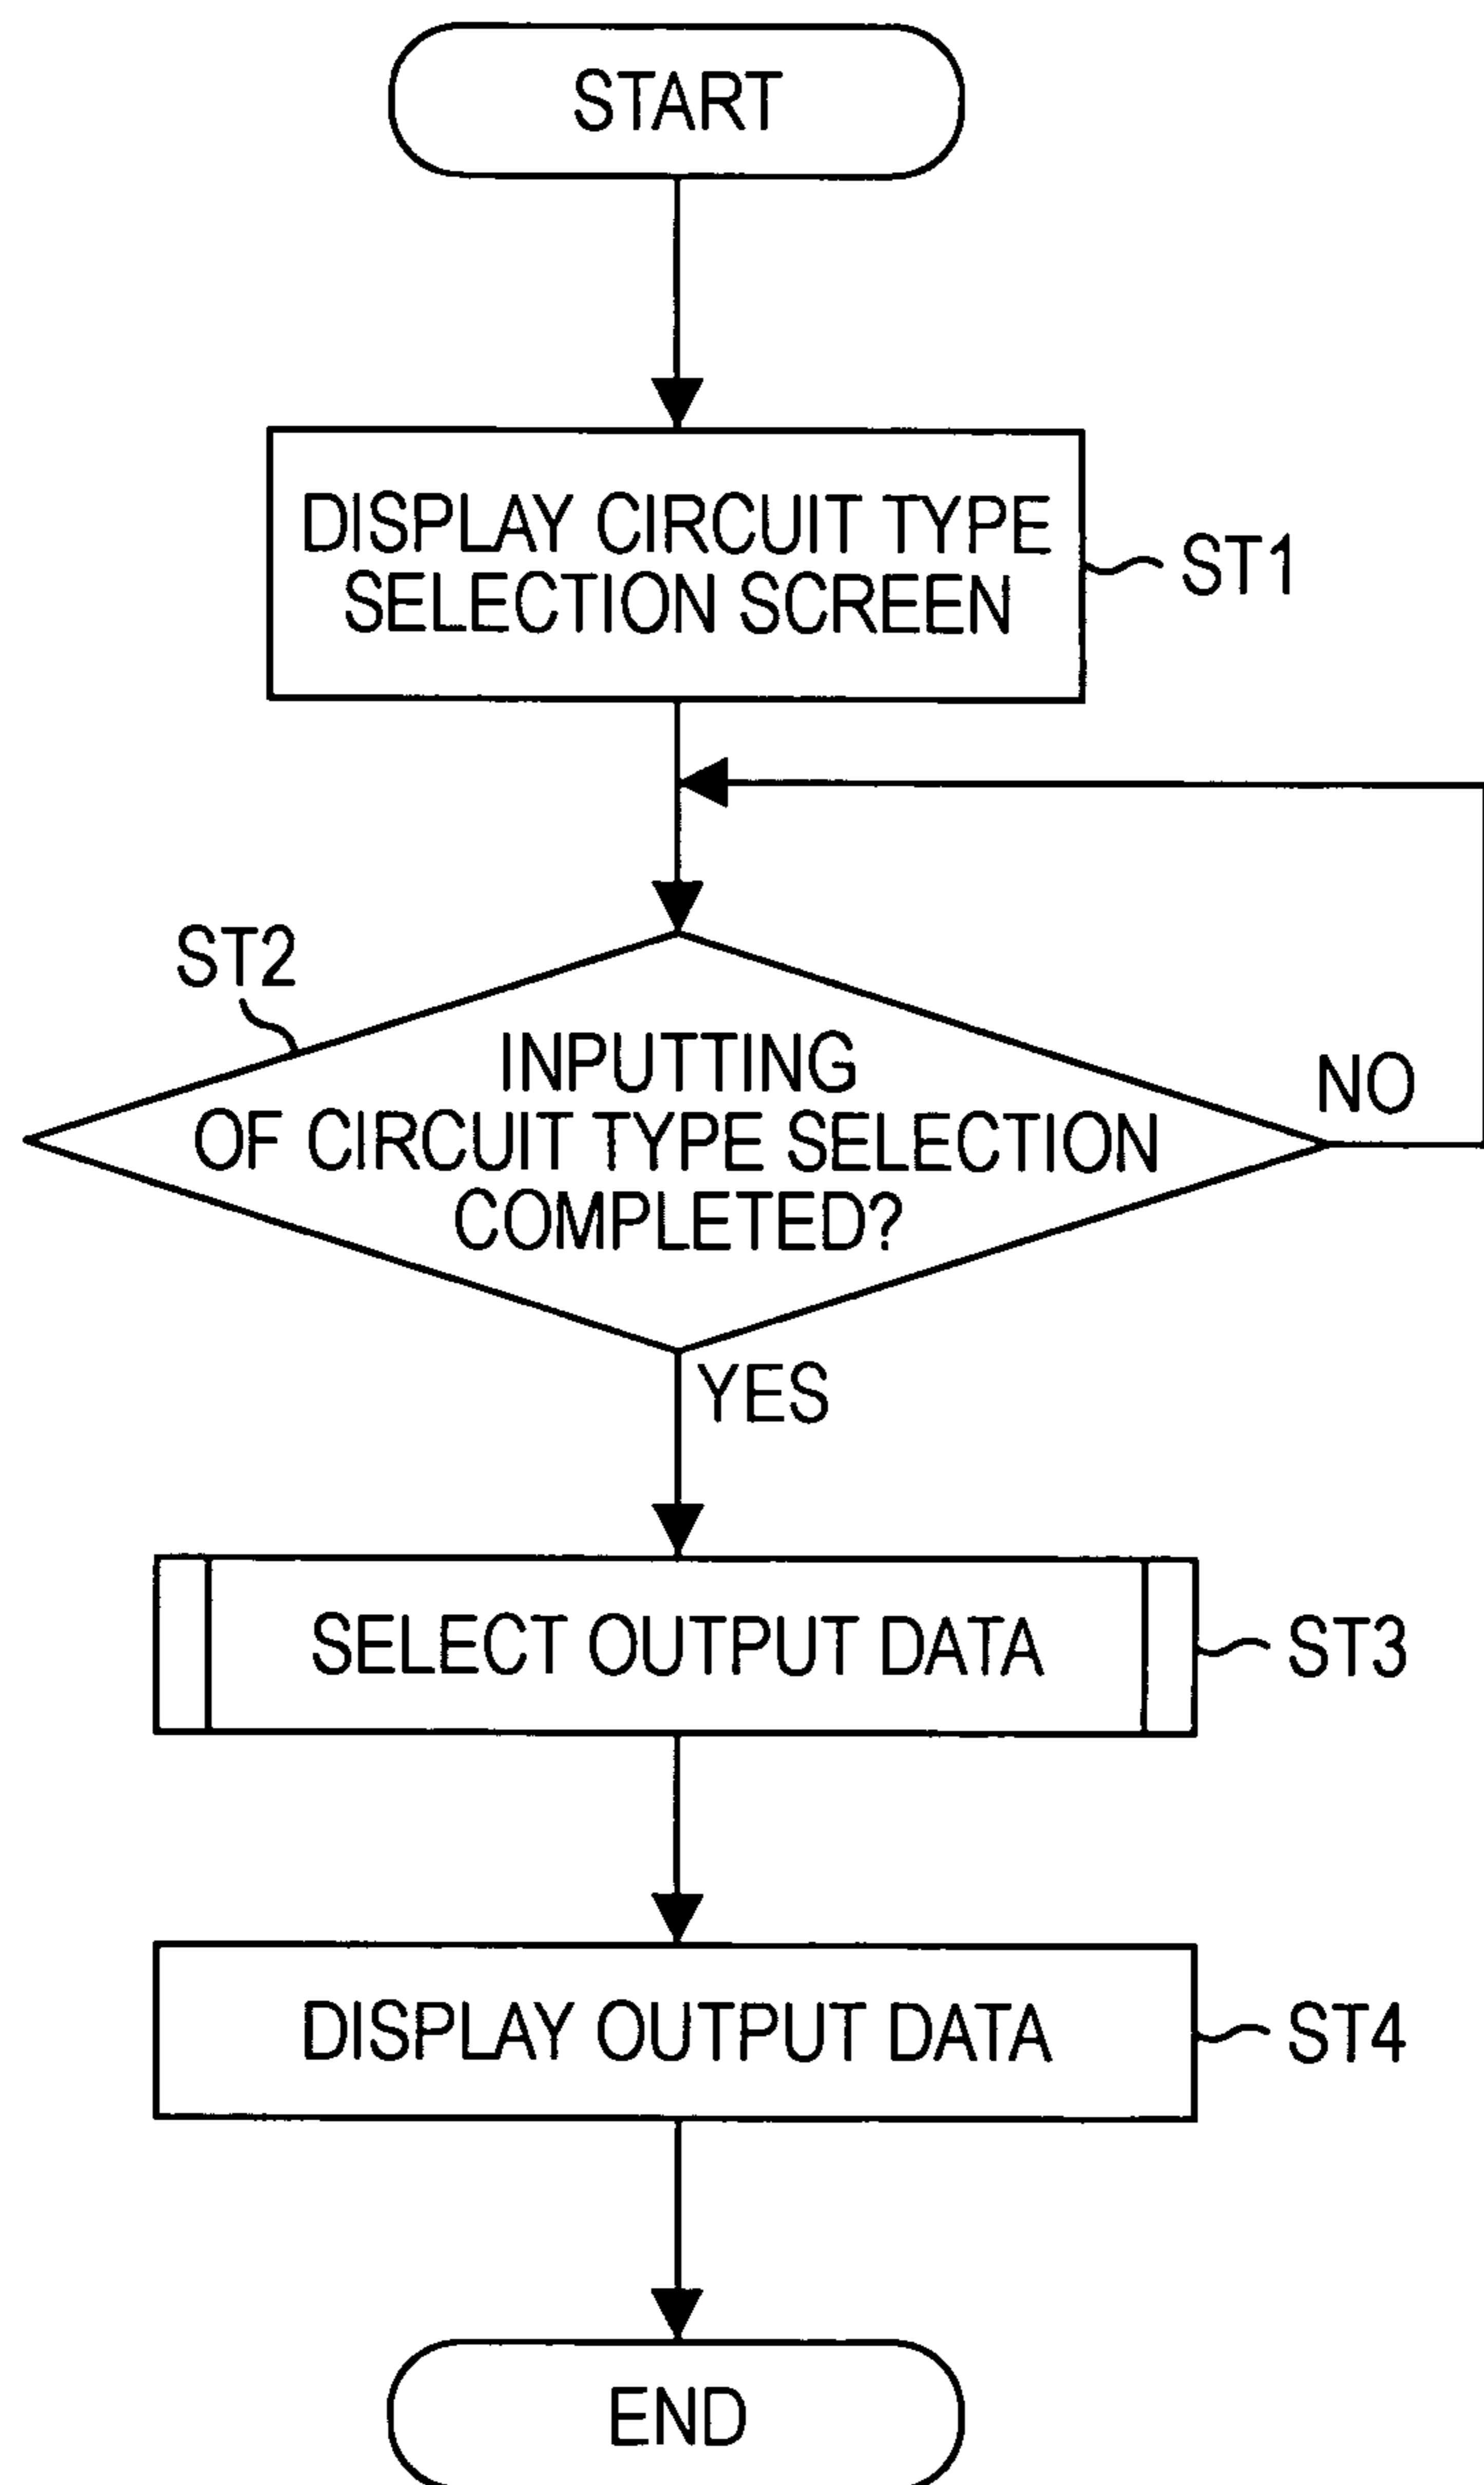 START
DISPLAY CIRCUIT TYPE
SELECTION SCREEN
ST1
ST2
INPUTTING
OF CIRCUIT TYPE SELECTION
COMPLETED?
NO
YES
SELECT OUTPUT DATA
ST3
DISPLAY OUTPUT DATA
ST4
END